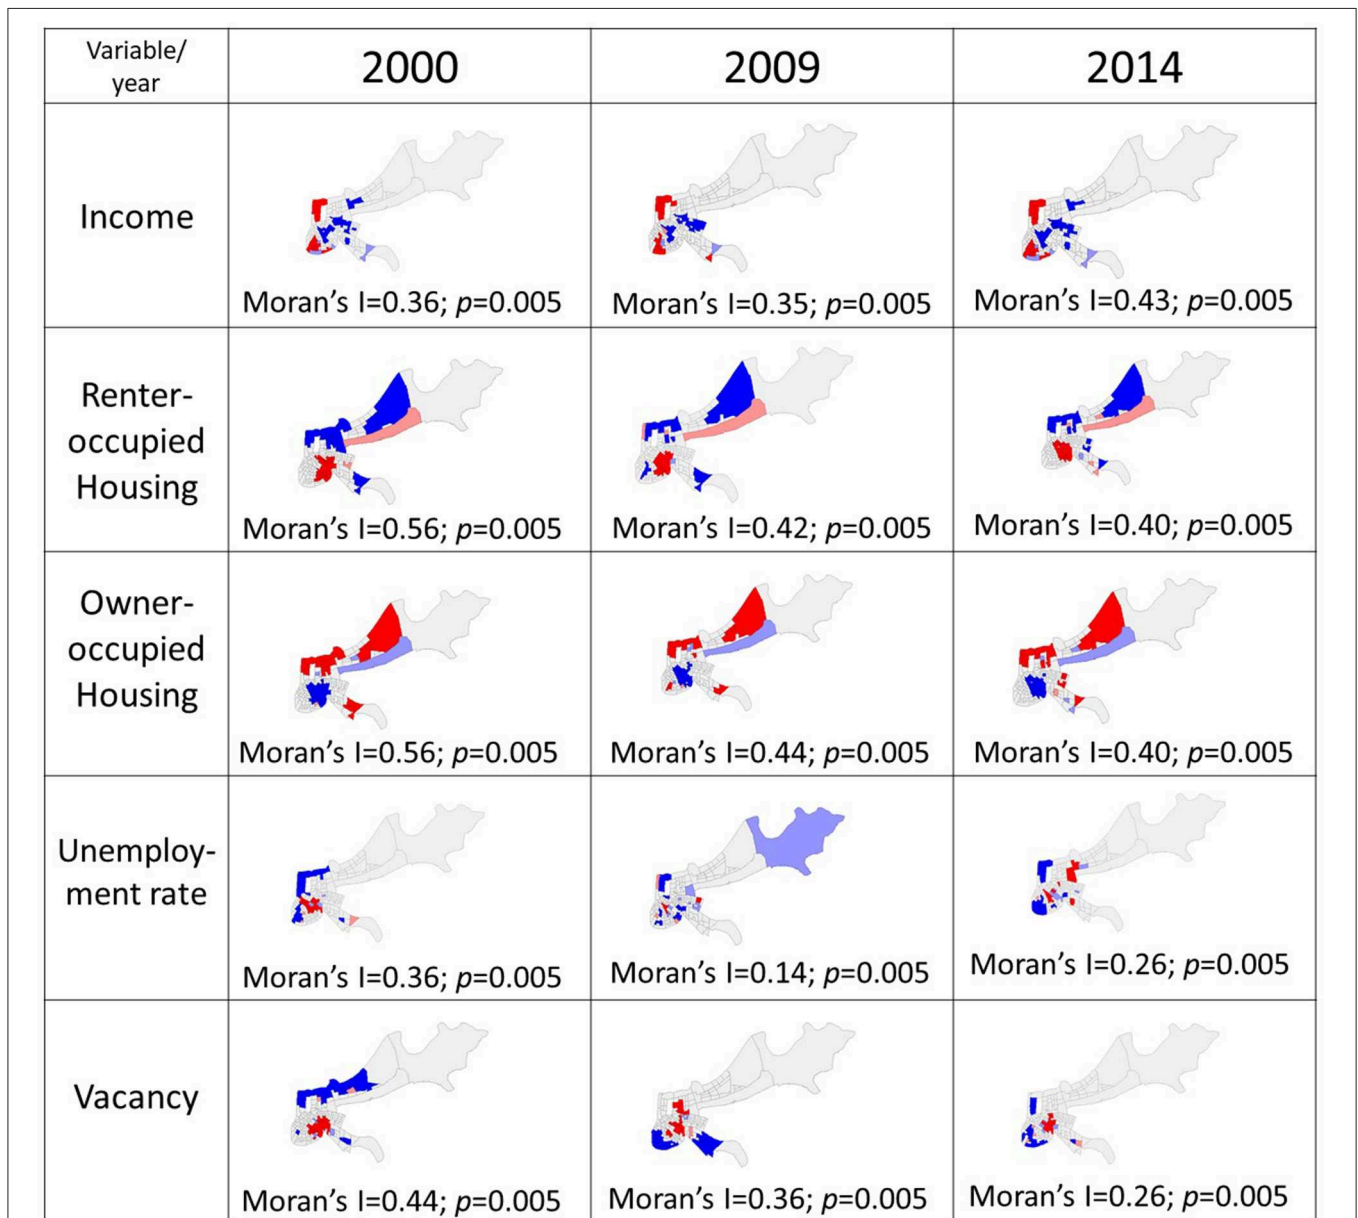 Variable/
year
2000
2009
2014
Income
Moran’s I=0.36; p=0.005
Moran’s I=0.35; p=0.005
Moran’s I=0.43; p=0.005
Renter-
occupied
Housing
Moran’s I=0.56; p=0.005
Moran’s I=0.42; p=0.005
Moran’s I=0.40; p=0.005
Owner-
occupied
Housing
Moran’s I=0.56; p=0.005
Moran’s I=0.44; p=0.005
Moran’s I=0.40; p=0.005
Unemploy-
ment rate
Moran’s I=0.36; p=0.005
Moran’s I=0.14; p=0.005
Moran’s I=0.26; p=0.005
Vacancy
Moran’s I=0.44; p=0.005
Moran’s I=0.36; p=0.005
Moran’s I=0.26; p=0.005